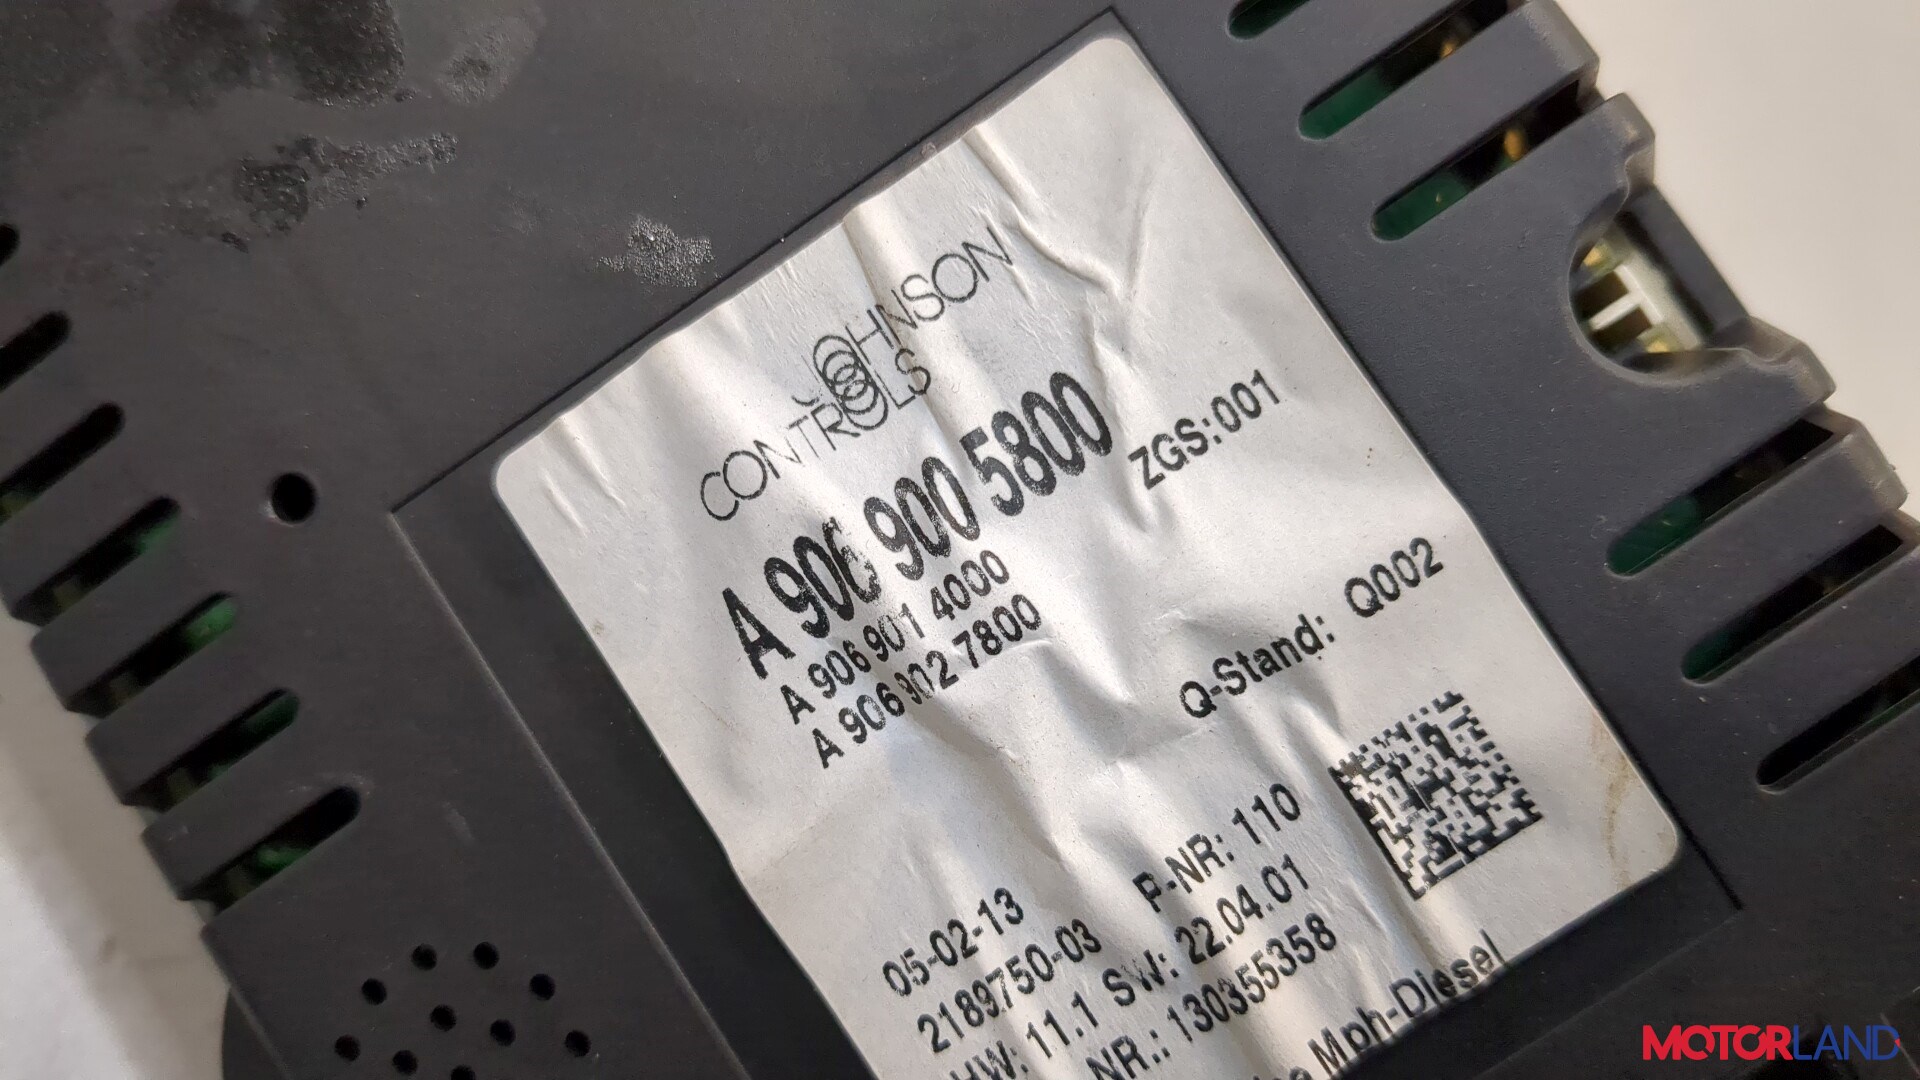 JOHNSON
CONTROLS
A 906 900 5800
ZGS:001
A 906 901 4000
A 906 902 7800
Q-Stand: Q002
05-02-13
P-NR: 110
2189750-03
HW: 11.1 SW: 22.04.01
NR.: 130355358
Mph-Diesel
MOTORLAND